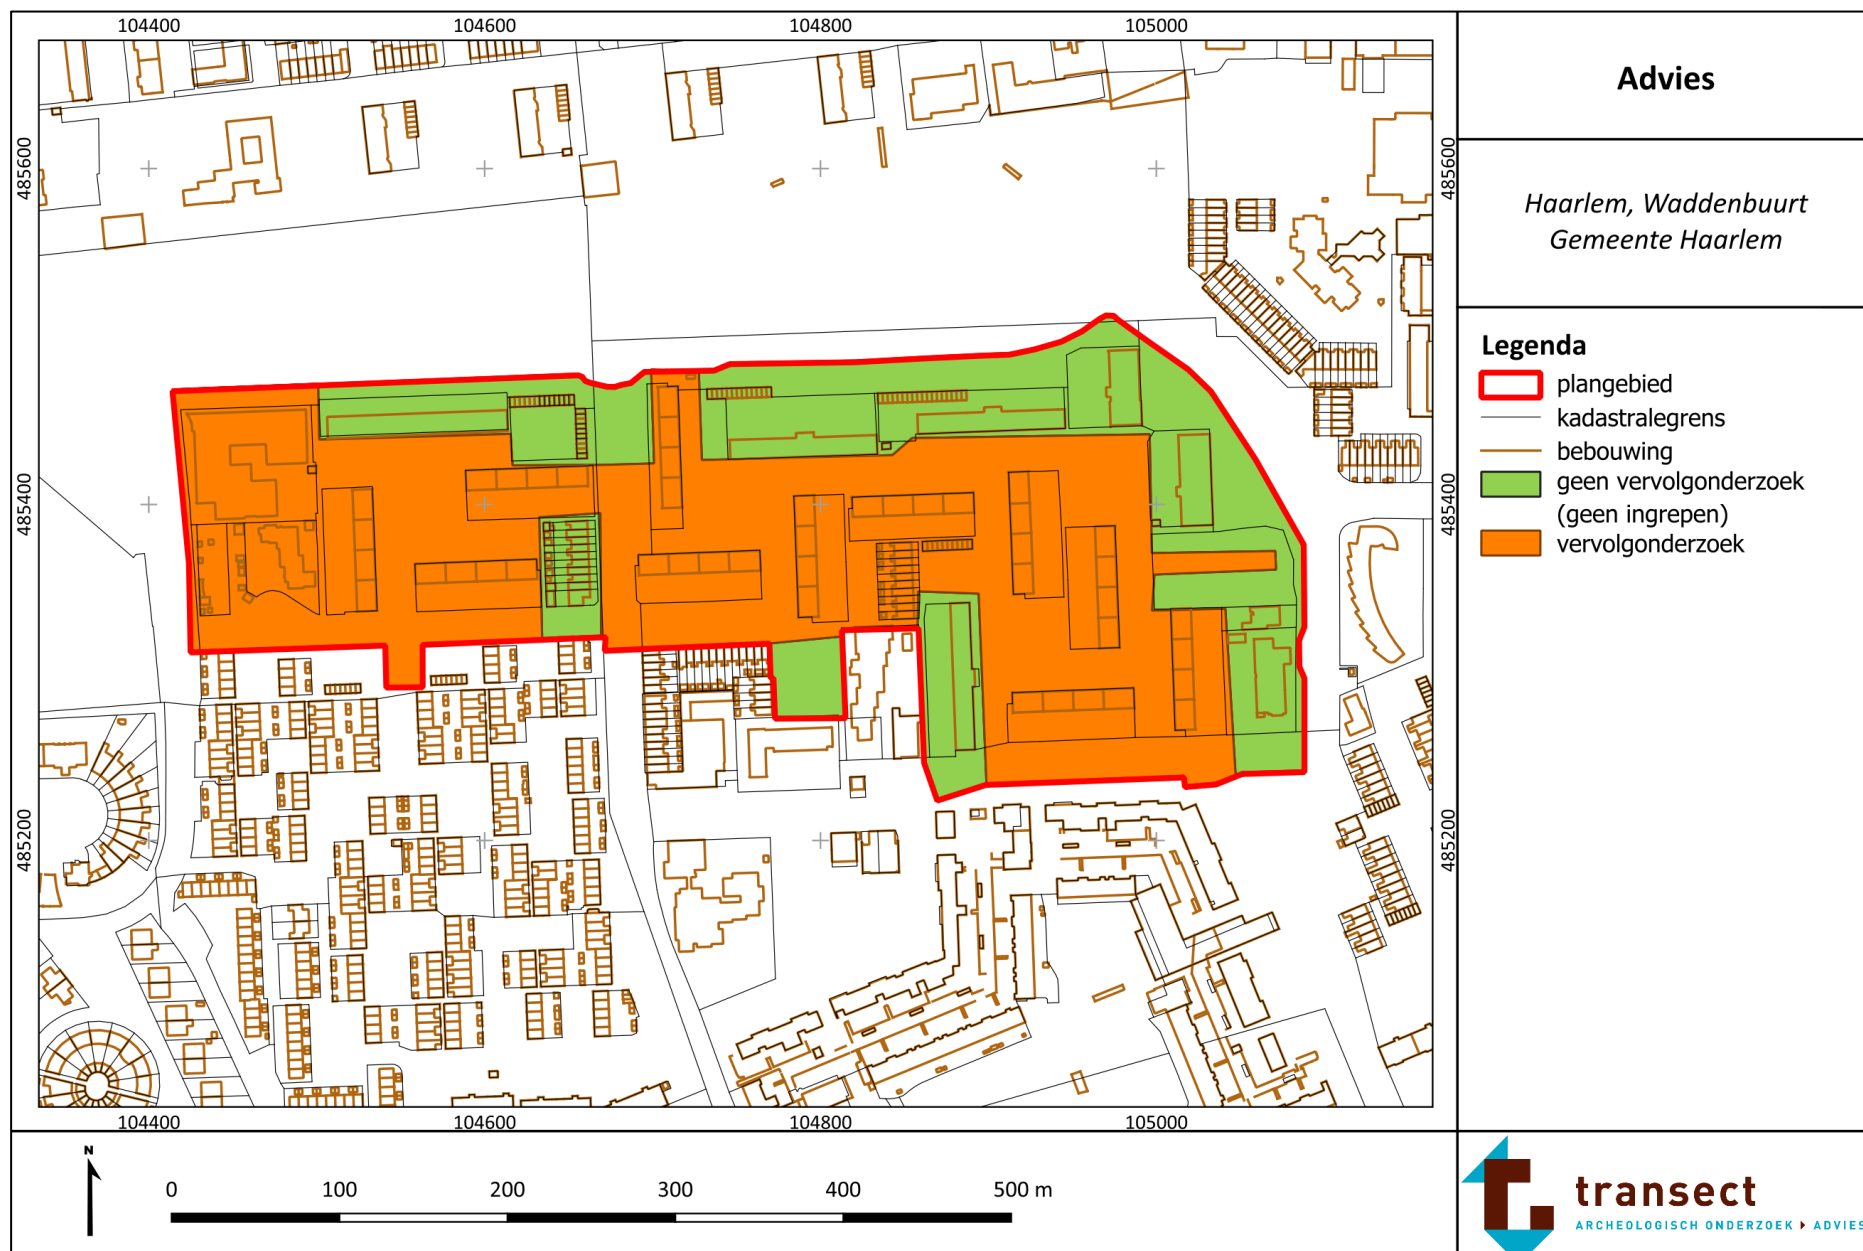 104400 104600 104800 105000
485600 485600
485400 485400
485200 485200
104400 104600 104800 105000
Advies
Haarlem, Waddenbuurt
Gemeente Haarlem
Legenda
plangebied
kadastralegrens
bebouwing
geen vervolgonderzoek
(geen ingrepen)
vervolgonderzoek
N
0 100 200 300 400 500 m
transect
ARCHEOLOGISCH ONDERZOEK ▸ ADVIES